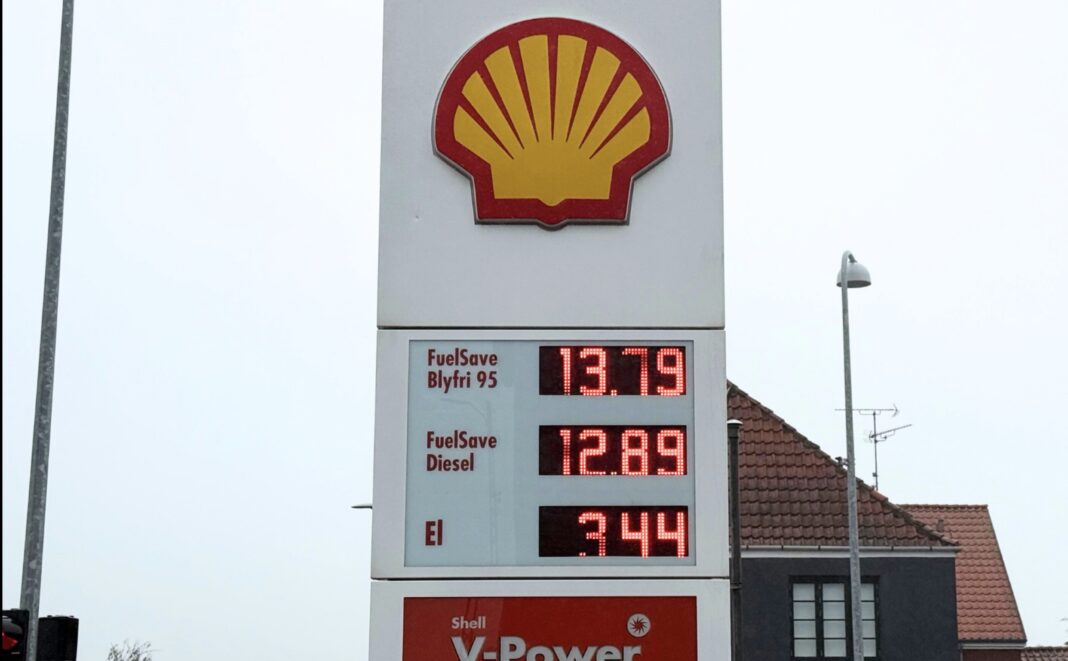 FuelSave
Blyfri 95
13.79
FuelSave
Diesel
12.89
El
3.44
Shell
V-Power